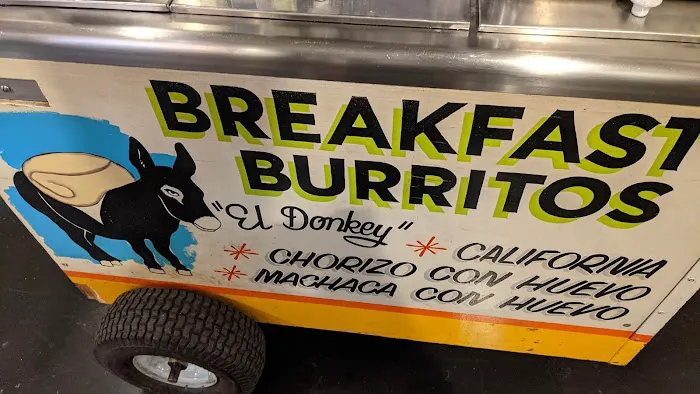 BREAKFAST
BURRITOS
"El Donkey"
CALIFORNIA
CHORIZO CON HUEVO
MACHACA CON HUEVO